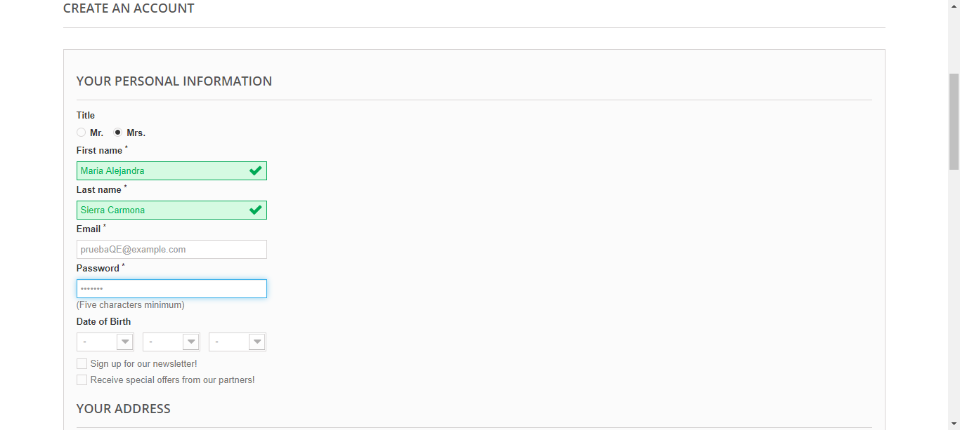 CREATE AN ACCOUNT
YOUR PERSONAL INFORMATION
Title
Mr. Mrs.
First name *
Maria Alejandra
Last name *
Sierra Carmona
Email *
pruebaQE@example.com
Password *
•••••••
(Five characters minimum)
Date of Birth
- - -
Sign up for our newsletter!
Receive special offers from our partners!
YOUR ADDRESS